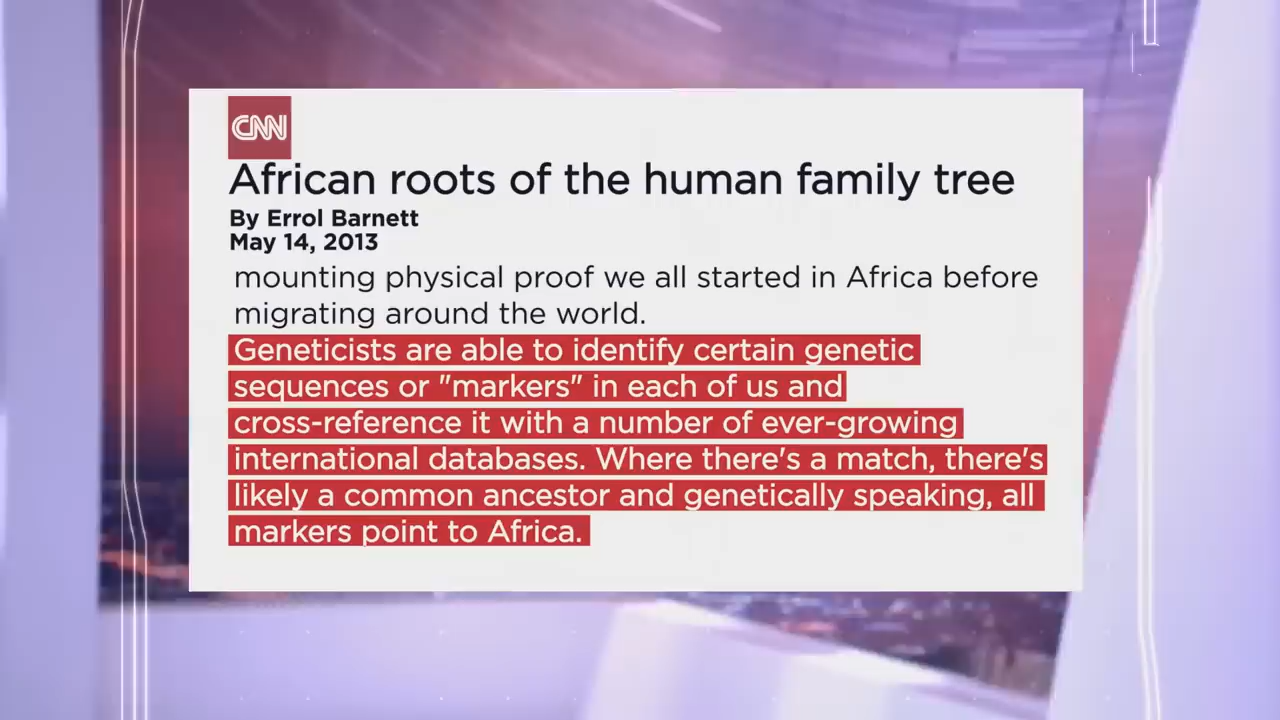 CNN
African roots of the human family tree
By Errol Barnett
May 14, 2013
mounting physical proof we all started in Africa before
migrating around the world.
Geneticists are able to identify certain genetic
sequences or "markers" in each of us and
cross-reference it with a number of ever-growing
international databases. Where there's a match, there's
likely a common ancestor and genetically speaking, all
markers point to Africa.